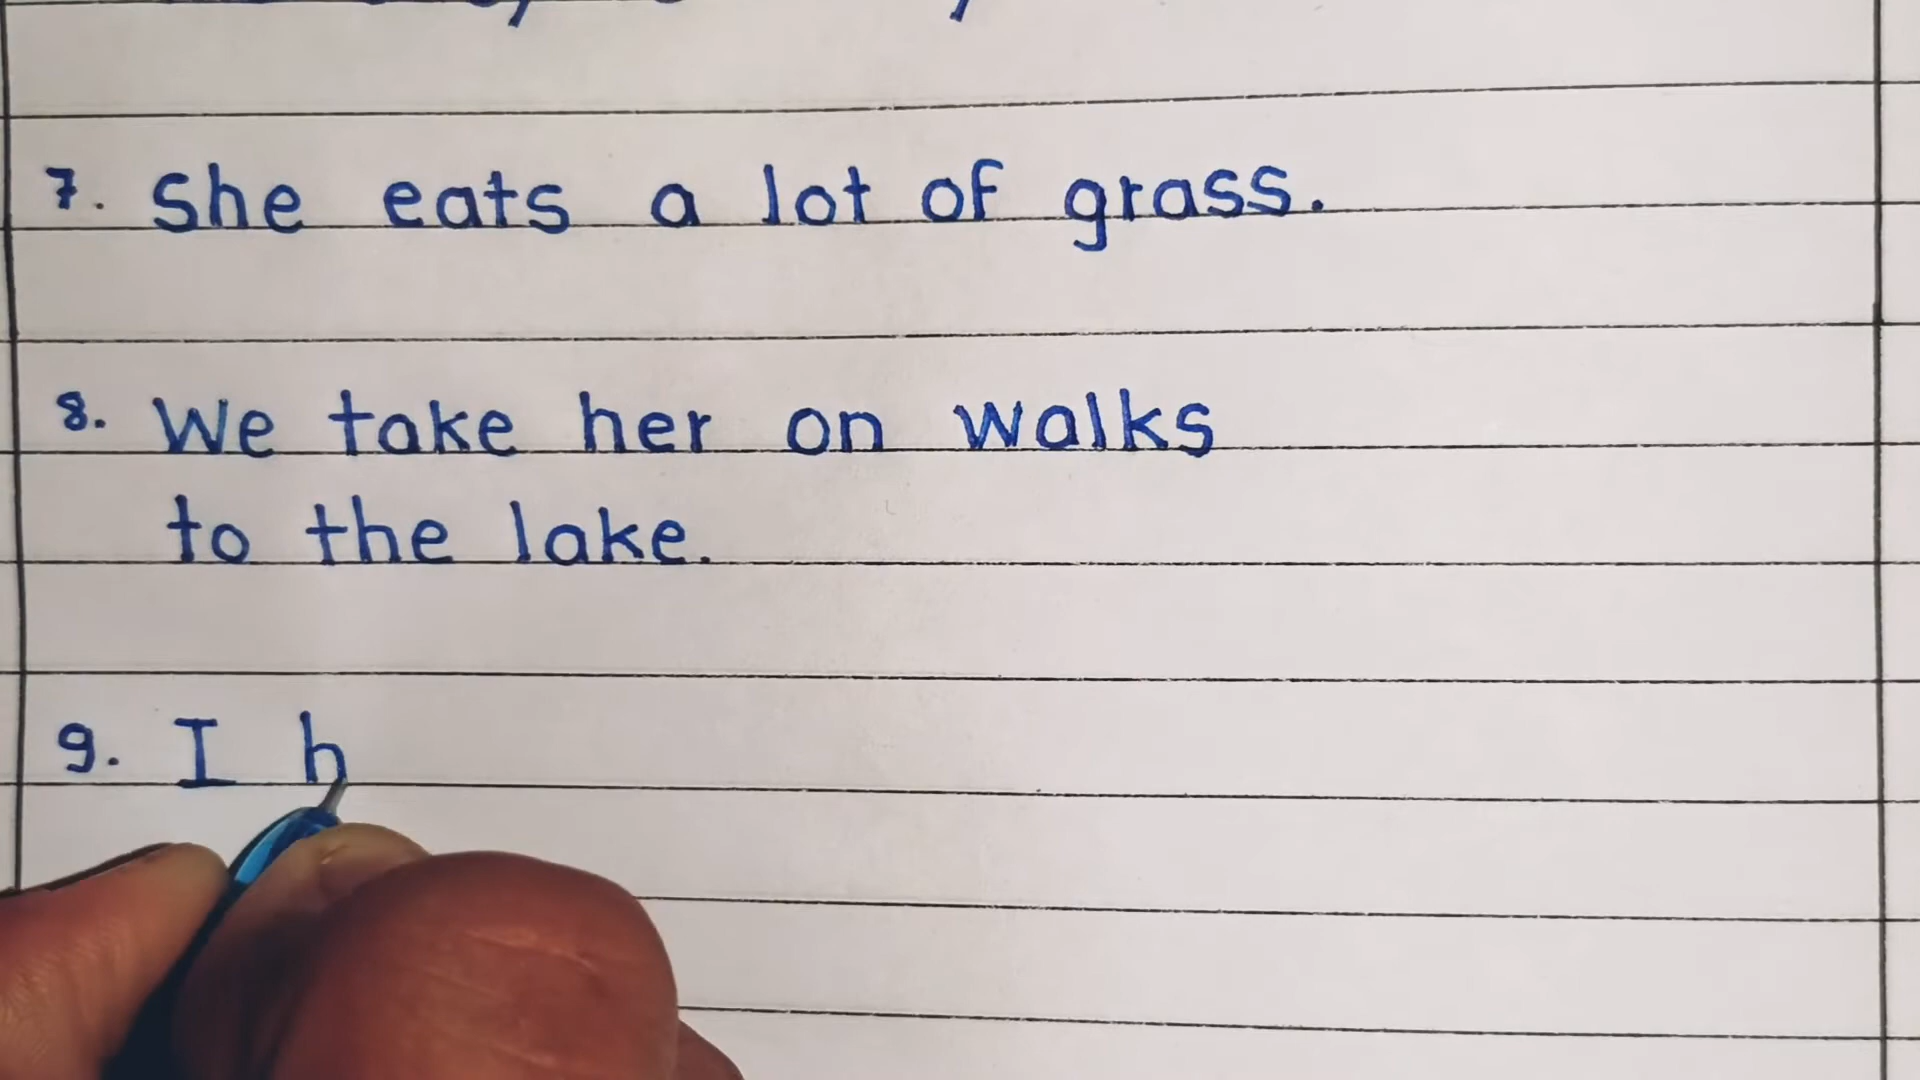 7. She eats a lot of grass.
8. We take her on walks
to the lake.
9. I h